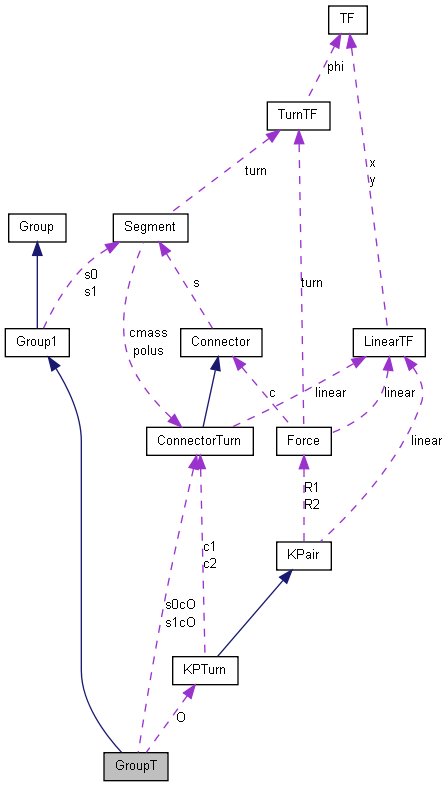 TF
phi
TurnTF
x
y
turn
Group
Segment
s0
s1
s
turn
cmass
polus
Group1
Connector
LinearTF
c
linear
linear
linear
ConnectorTurn
Force
R1
R2
c1
c2
KPair
s0cO
s1cO
KPTurn
O
GroupT